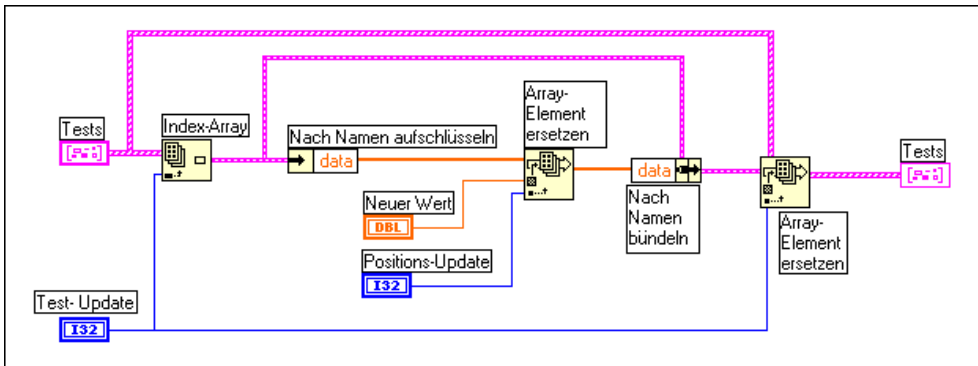 Array-
Element
ersetzen
Tests
Index-Array
Nach Namen aufschlüsseln
Tests
data
data
Neuer Wert
DBL
Nach
Namen
bündeln
Array-
Element
ersetzen
Positions-Update
I32
Test- Update
I32